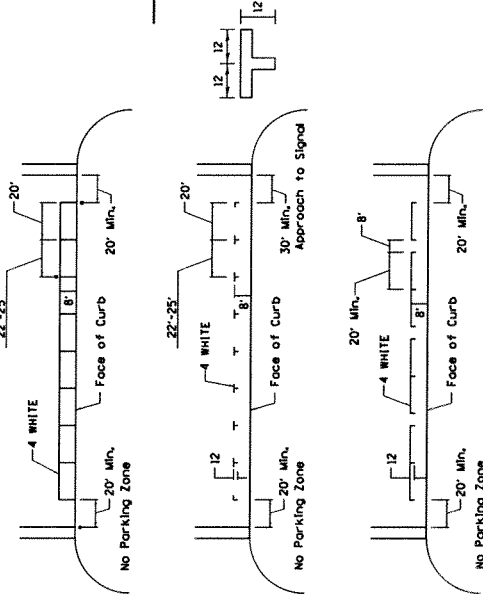 22'-25'
20'
4 WHITE
8'
20' Min.
Face of Curb
20' Min.
No Parking Zone
12
12
12
22'-25'
20'
4 WHITE
8'
12
30' Min.
Approach to Signal
Face of Curb
20' Min.
No Parking Zone
20' Min.
8'
4 WHITE
8'
12
20' Min.
Face of Curb
20' Min.
No Parking Zone